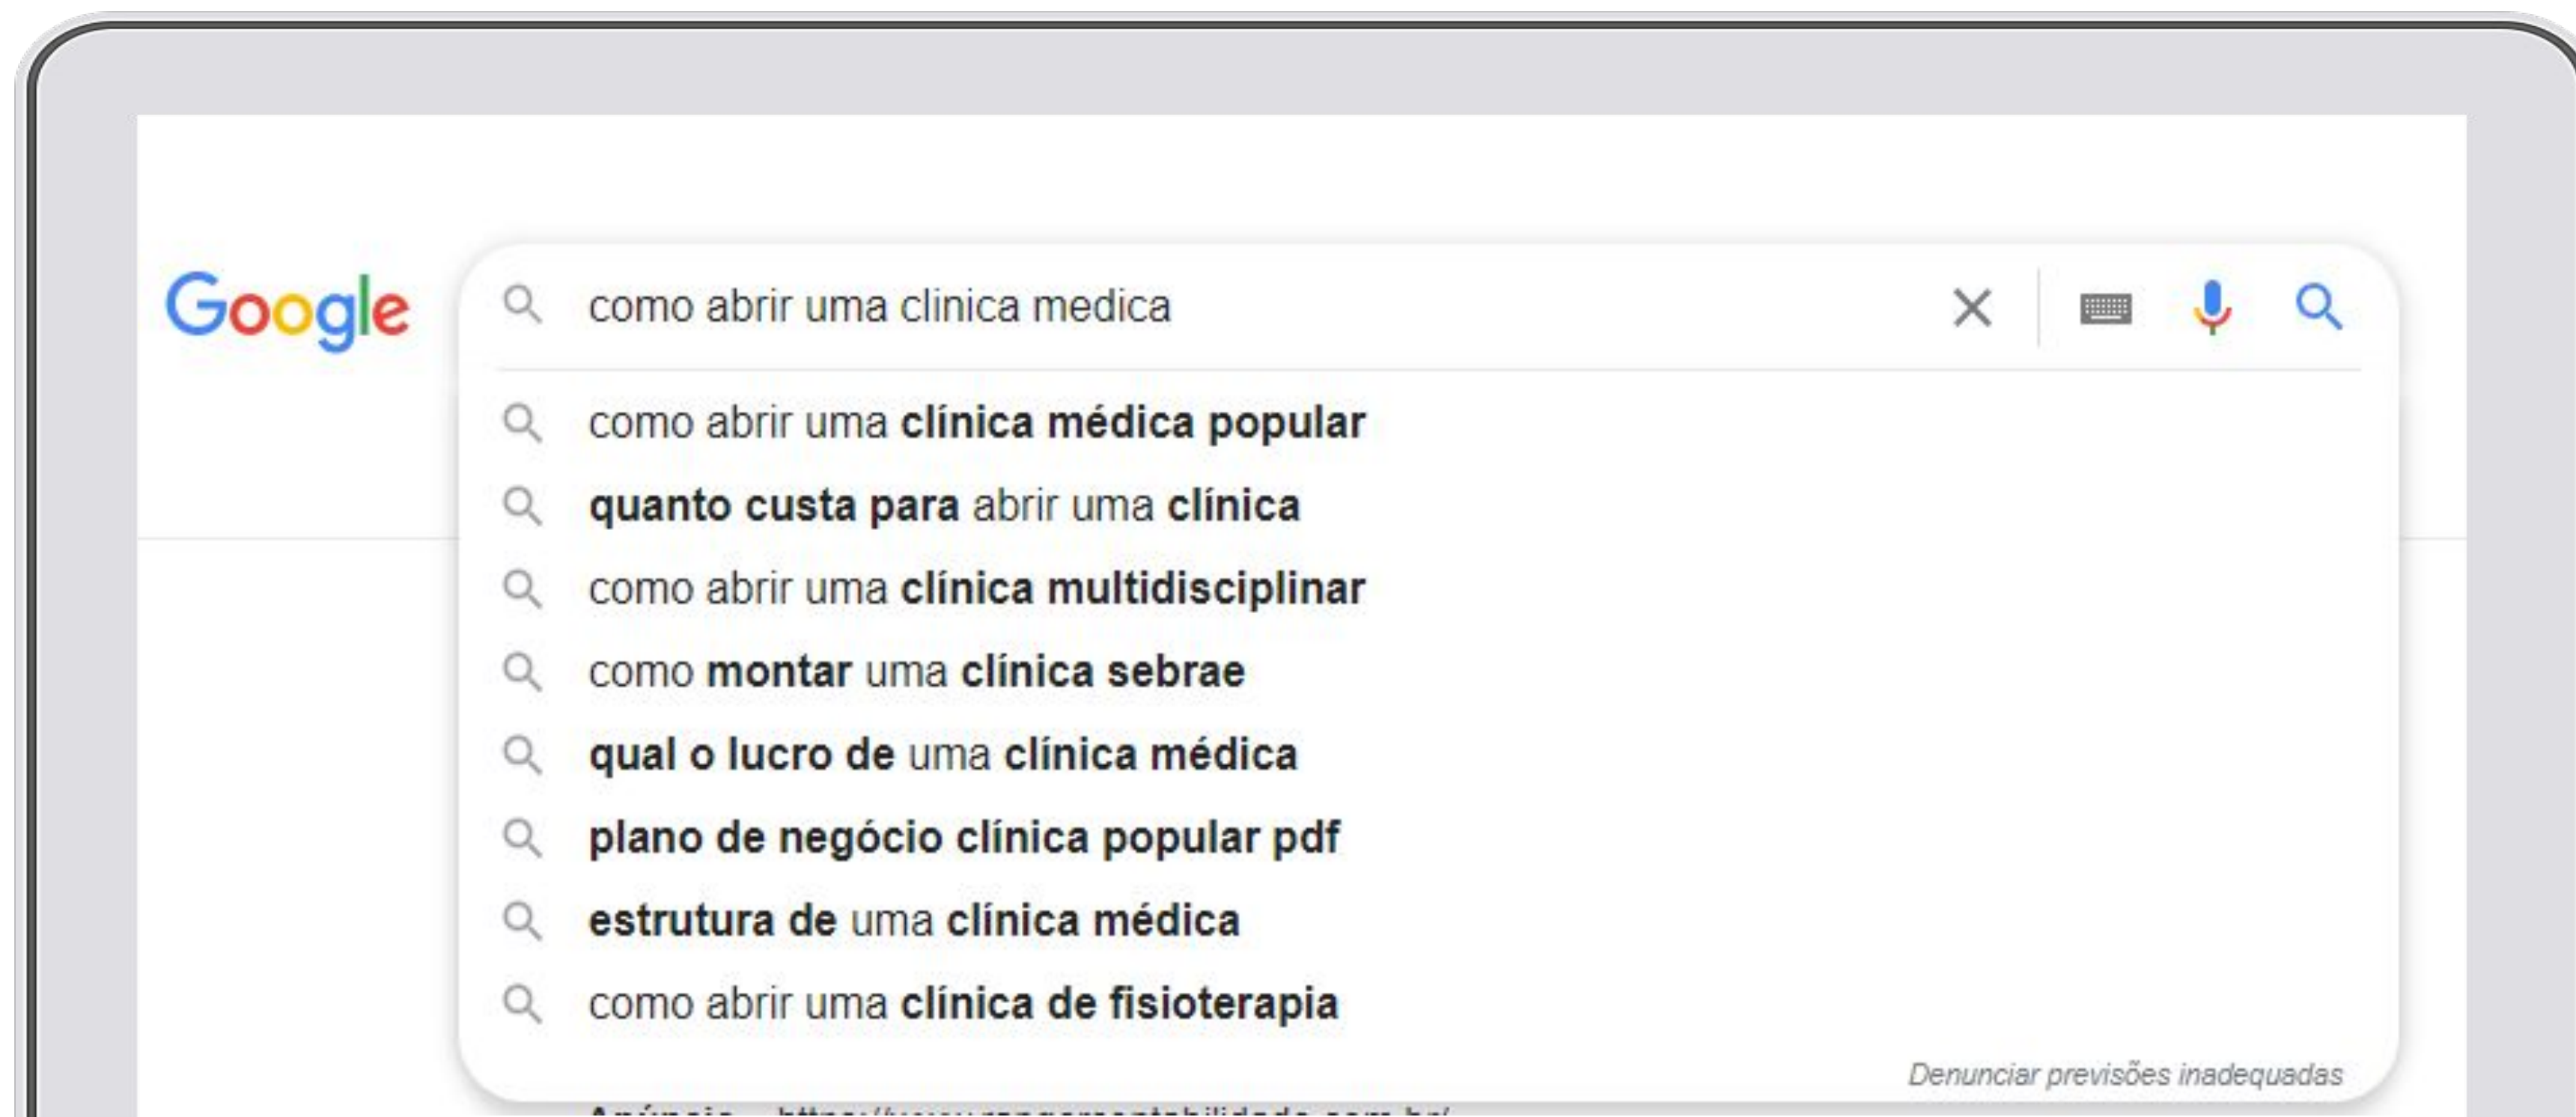 Google
como abrir uma clinica medica
como abrir uma clínica médica popular
quanto custa para abrir uma clínica
como abrir uma clínica multidisciplinar
como montar uma clínica sebrae
qual o lucro de uma clínica médica
plano de negócio clínica popular pdf
estrutura de uma clínica médica
como abrir uma clínica de fisioterapia
Denunciar previsões inadequadas